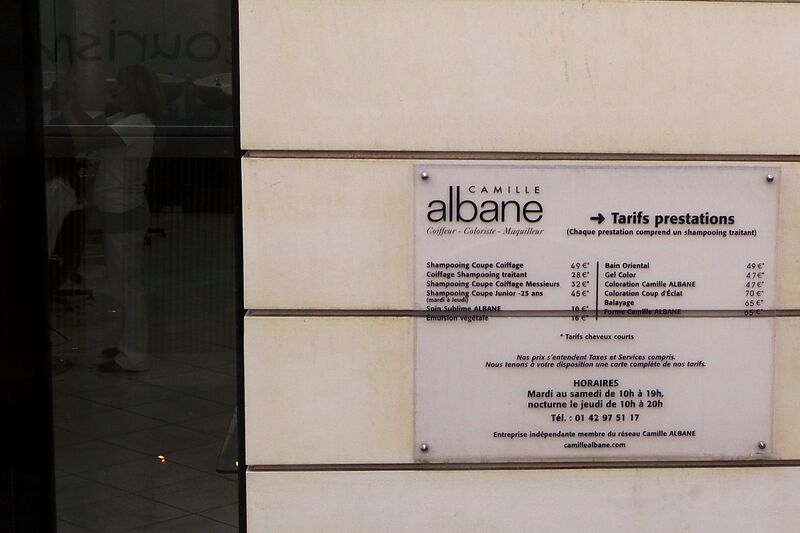 tourism
CAMILLE
albane
Coiffeur - Coloriste - Maquilleur
➔ Tarifs prestations
(Chaque prestation comprend un shampooing traitant)
Shampooing Coupe Coiffage 49 €*
Coiffage Shampooing traitant 28 €*
Shampooing Coupe Coiffage Messieurs 32 €*
Shampooing Coupe Junior -25 ans 45 €*
(mardi à Jeudi)
Soin Sublime ALBANE 10 €*
Emulsion végétale 16 €*
Bain Oriental 49 €*
Gel Color 47 €*
Coloration Camille ALBANE 47 €*
Coloration Coup d'Éclat 70 €*
Balayage 65 €*
Forme Camille ALBANE 65 €*
* Tarifs cheveux courts
Nos prix s'entendent Taxes et Services compris.
Nous tenons à votre disposition une carte complète de nos tarifs.
HORAIRES
Mardi au samedi de 10h à 19h,
nocturne le jeudi de 10h à 20h
Tél. : 01 42 97 51 17
Entreprise indépendante membre du réseau Camille ALBANE
camillealbane.com